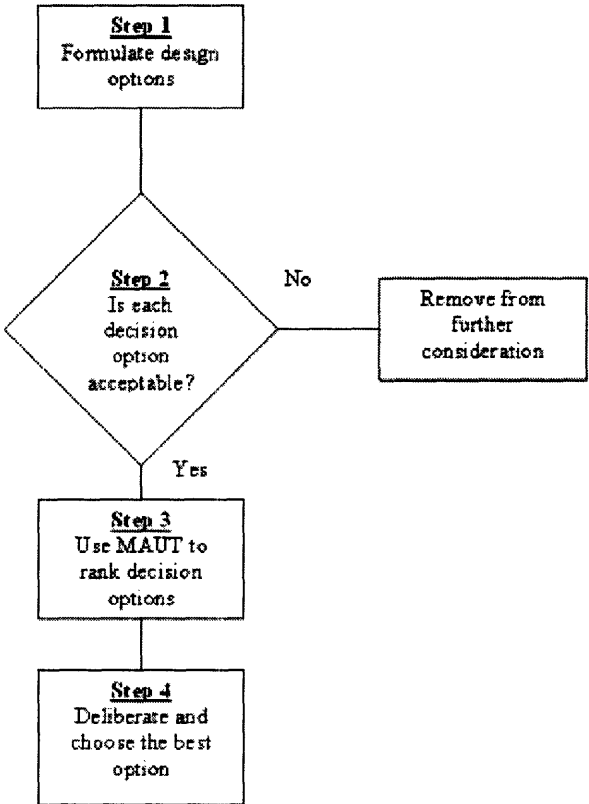 Step 1
Formulate design
options
Step 2
Is each
decision
option
acceptable?
No
Remove from
further
consideration
Yes
Step 3
Use MAUT to
rank decision
options
Step 4
Deliberate and
choose the best
option